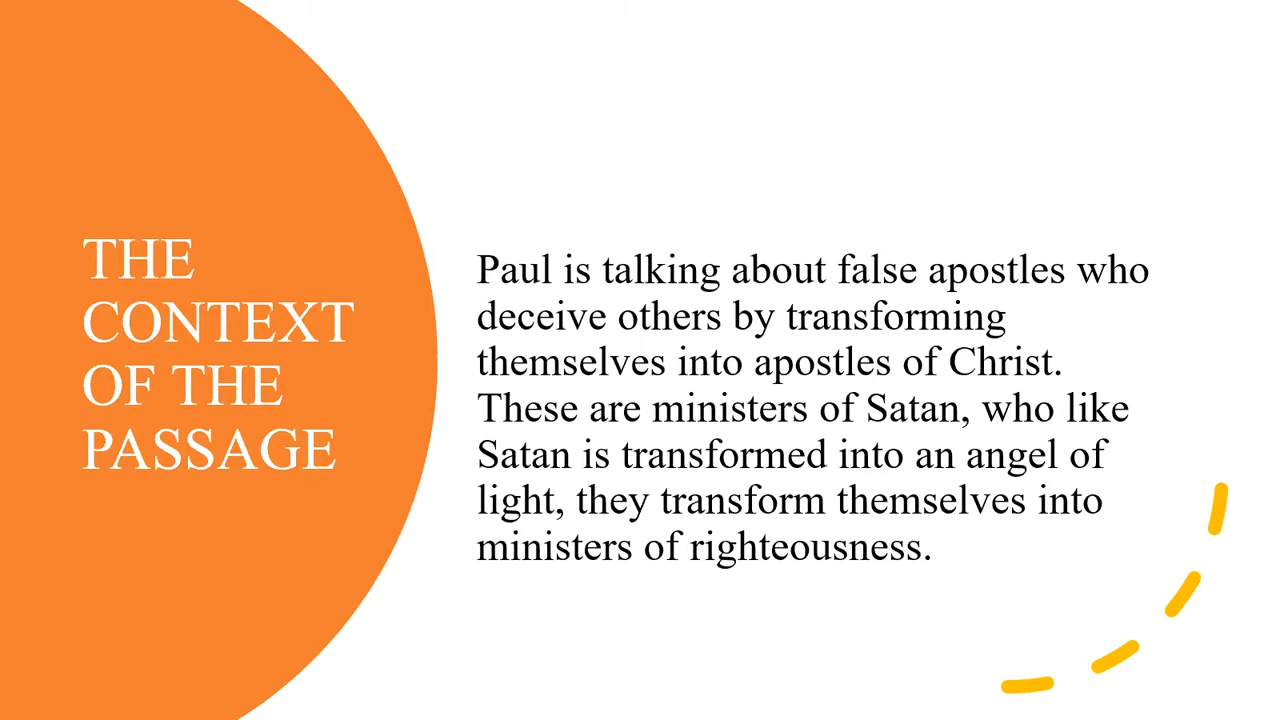 THE
CONTEXT
OF THE
PASSAGE
Paul is talking about false apostles who
deceive others by transforming
themselves into apostles of Christ.
These are ministers of Satan, who like
Satan is transformed into an angel of
light, they transform themselves into
ministers of righteousness.